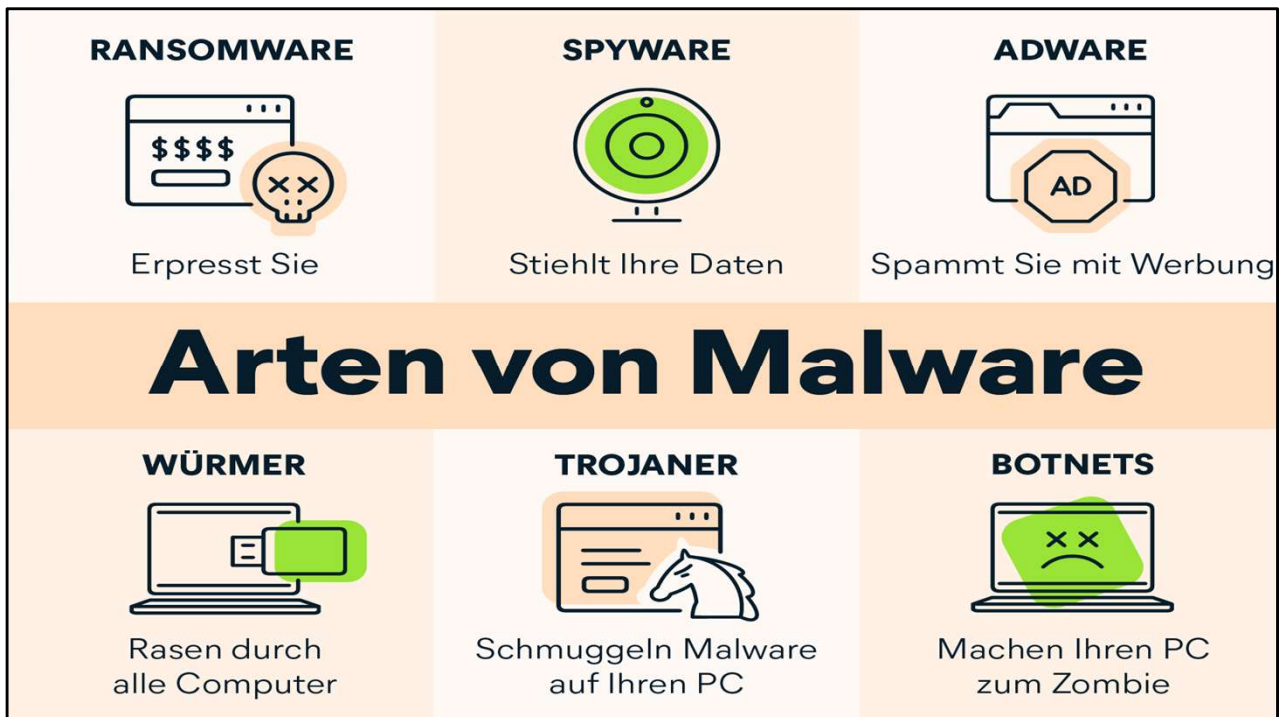 RANSOMWARE
SPYWARE
ADWARE
$$$$
AD
Erpresst Sie
Stiehlt Ihre Daten
Spammt Sie mit Werbung
Arten von Malware
WÜRMER
TROJANER
BOTNETS
Rasen durch
alle Computer
Schmuggeln Malware
auf Ihren PC
Machen Ihren PC
zum Zombie